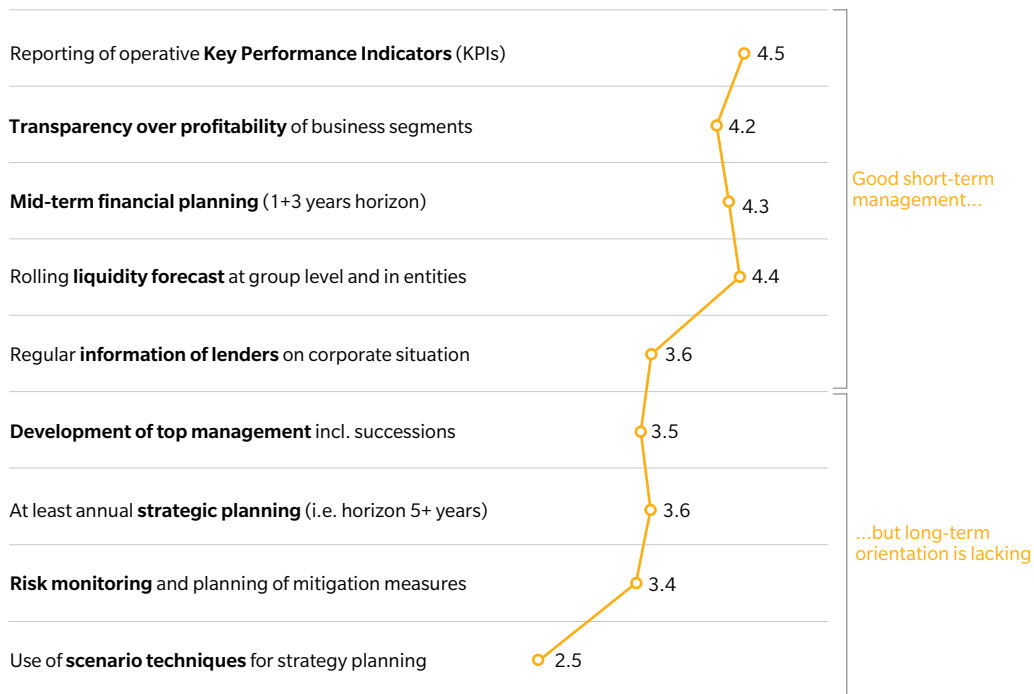 Reporting of operative Key Performance Indicators (KPIs)
4.5
Transparency over profitability of business segments
4.2
Mid-term financial planning (1+3 years horizon)
4.3
Rolling liquidity forecast at group level and in entities
4.4
Regular information of lenders on corporate situation
3.6
Good short-term
management...
Development of top management incl. successions
3.5
At least annual strategic planning (i.e. horizon 5+ years)
3.6
Risk monitoring and planning of mitigation measures
3.4
Use of scenario techniques for strategy planning
2.5
...but long-term
orientation is lacking